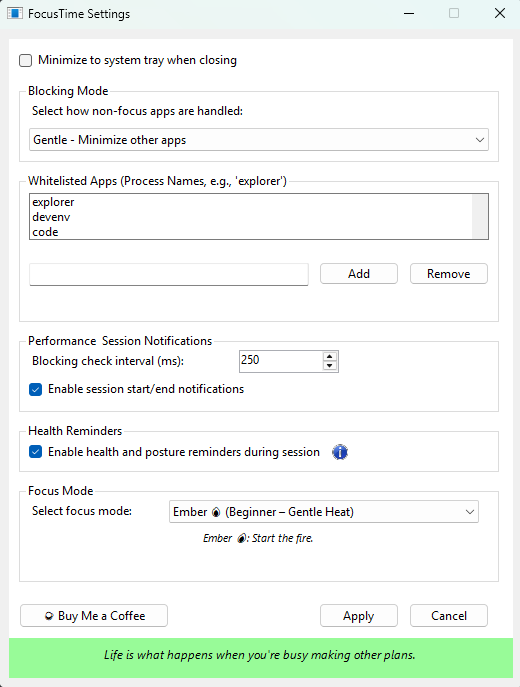 FocusTime Settings
Minimize to system tray when closing
Blocking Mode
Select how non-focus apps are handled:
Gentle - Minimize other apps
Whitelisted Apps (Process Names, e.g., 'explorer')
explorer
devenv
code
Add Remove
Performance  Session Notifications
Blocking check interval (ms): 250
Enable session start/end notifications
Health Reminders
Enable health and posture reminders during session
Focus Mode
Select focus mode: Ember 🔥 (Beginner – Gentle Heat)
Ember 🔥: Start the fire.
Buy Me a Coffee Apply Cancel
Life is what happens when you're busy making other plans.